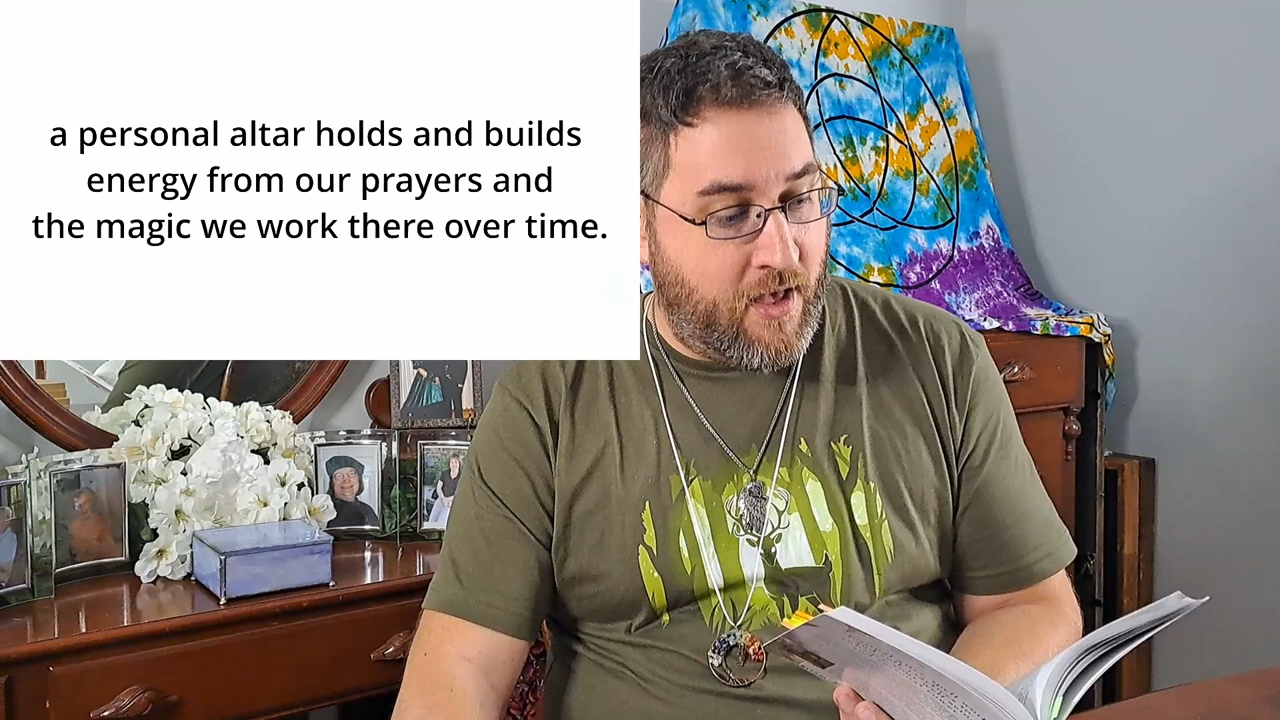 a personal altar holds and builds
energy from our prayers and
the magic we work there over time.